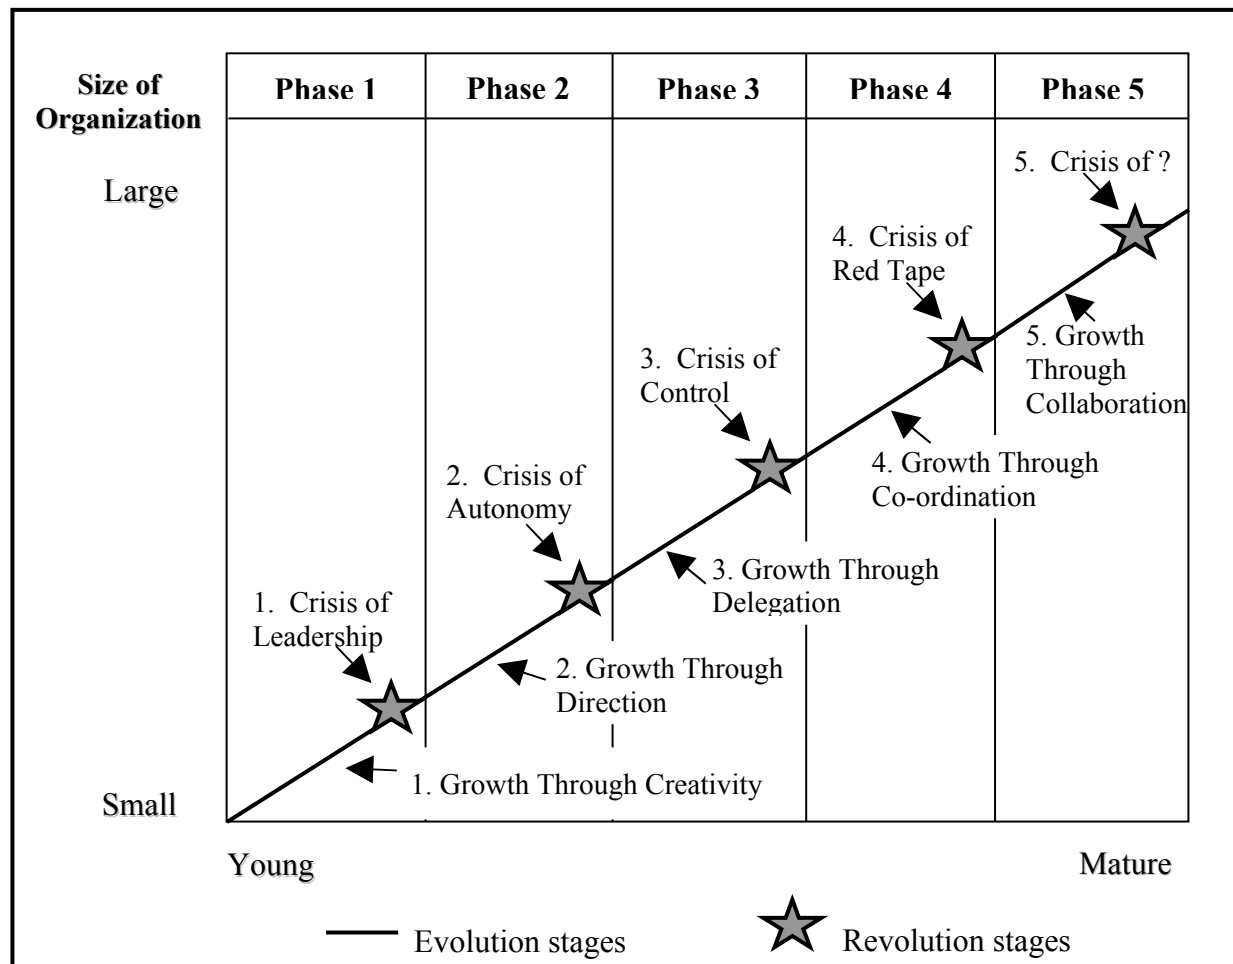 Size of
Organization
Phase 1
Phase 2
Phase 3
Phase 4
Phase 5
Large
5. Crisis of ?
4. Crisis of
Red Tape
5. Growth
Through
Collaboration
3. Crisis of
Control
4. Growth Through
Co-ordination
2. Crisis of
Autonomy
3. Growth Through
Delegation
1. Crisis of
Leadership
2. Growth Through
Direction
1. Growth Through Creativity
Small
Young
Mature
Evolution stages
Revolution stages